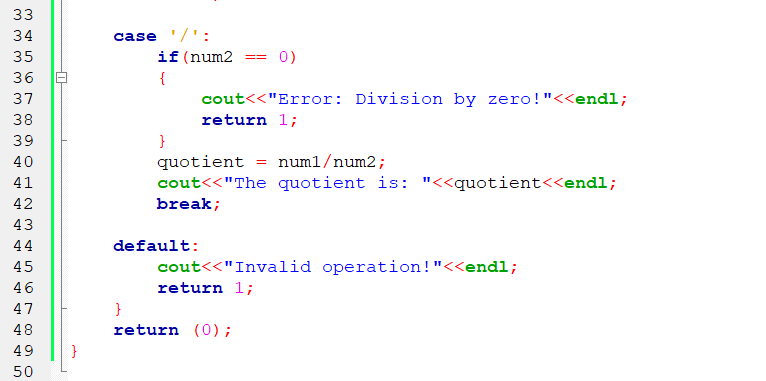 33
34 case '/':
35 if(num2 == 0)
36 {
37 cout<<"Error: Division by zero!"<<endl;
38 return 1;
39 }
40 quotient = num1/num2;
41 cout<<"The quotient is: "<<quotient<<endl;
42 break;
43
44 default:
45 cout<<"Invalid operation!"<<endl;
46 return 1;
47 }
48 return (0);
49 }
50